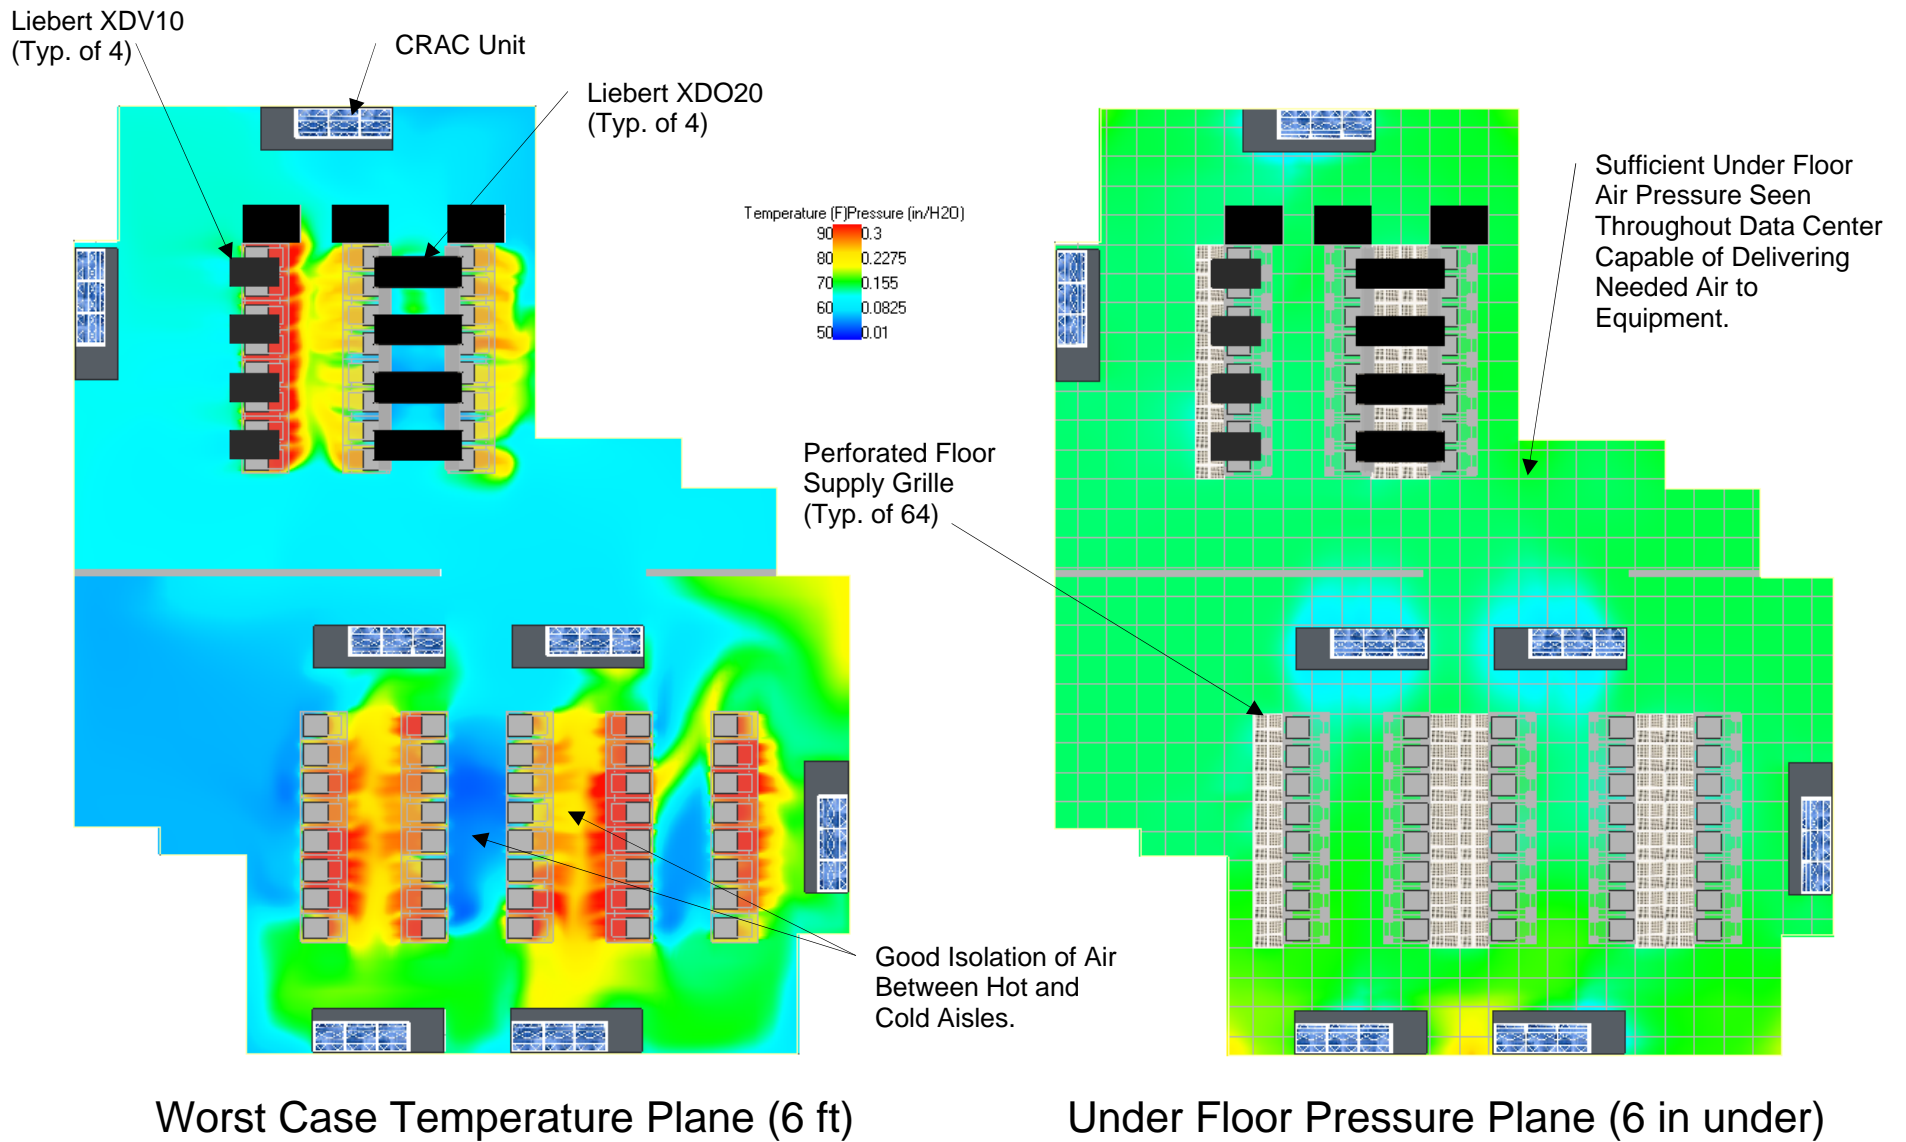 Liebert XDV10
(Typ. of 4)
CRAC Unit
Liebert XDO20
(Typ. of 4)
Temperature (F)Pressure (in/H2O)
90 0.3
80 0.2275
70 0.155
60 0.0825
50 0.01
Sufficient Under Floor
Air Pressure Seen
Throughout Data Center
Capable of Delivering
Needed Air to
Equipment.
Perforated Floor
Supply Grille
(Typ. of 64)
Good Isolation of Air
Between Hot and
Cold Aisles.
Worst Case Temperature Plane (6 ft)
Under Floor Pressure Plane (6 in under)